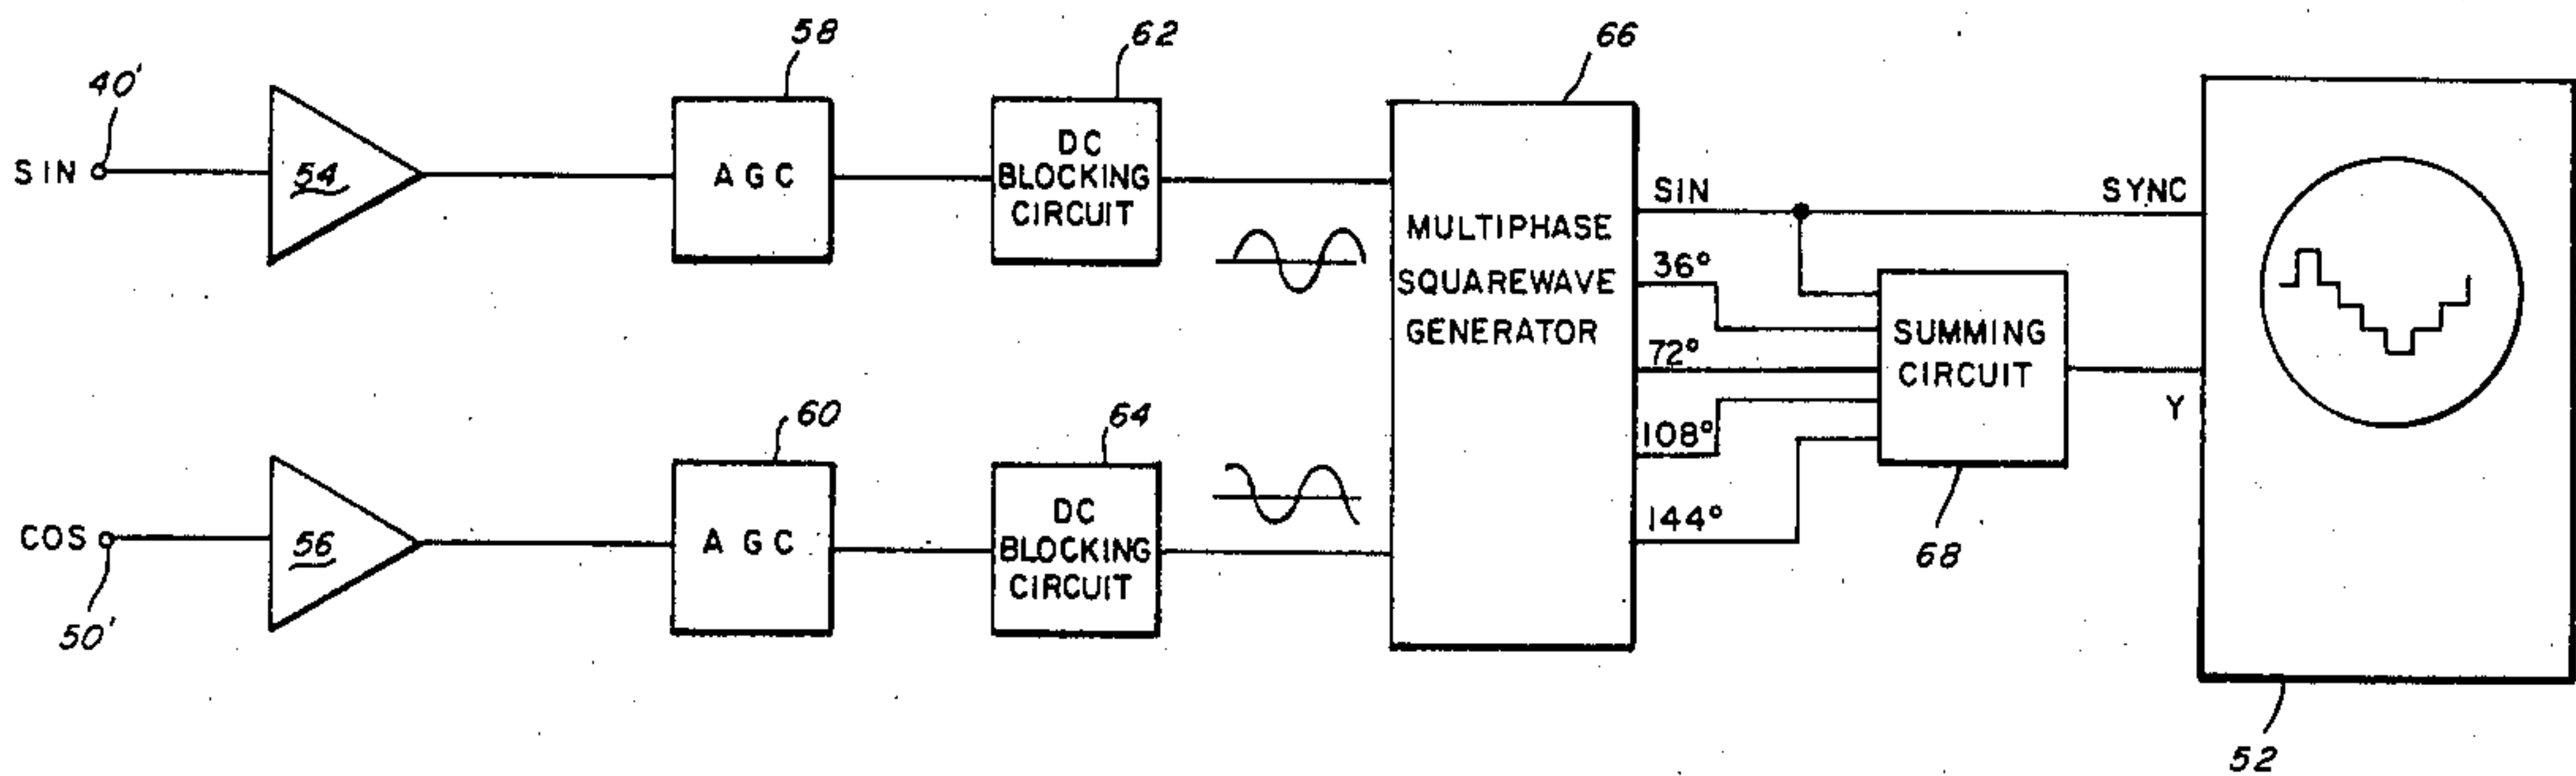 40'
SIN
54
58
AGC
62
DC
BLOCKING
CIRCUIT
66
MULTIPHASE
SQUAREWAVE
GENERATOR
SIN
36°
72°
108°
144°
SUMMING
CIRCUIT
68
SYNC
Y
52
COS
50'
56
60
AGC
64
DC
BLOCKING
CIRCUIT